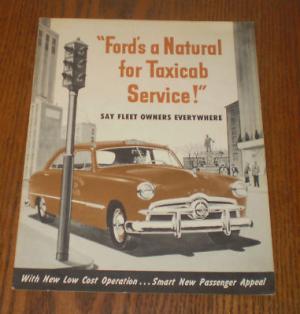 "Ford's a Natural
for Taxicab
Service!"
SAY FLEET OWNERS EVERYWHERE
With New Low Cost Operation...Smart New Passenger Appeal